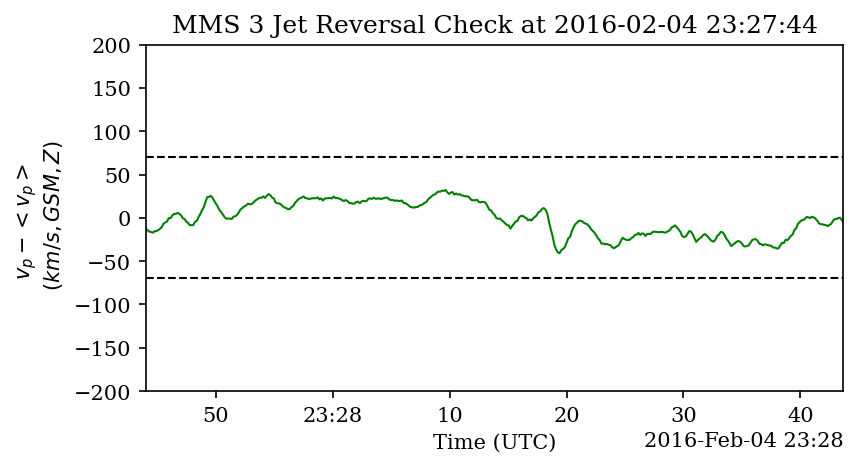 MMS 3 Jet Reversal Check at 2016-02-04 23:27:44
200
150
100
50
0
−50
−100
−150
−200
v_p − < v_p >
(km/s, GSM, Z)
50 23:28 10 20 30 40
Time (UTC)
2016-Feb-04 23:28